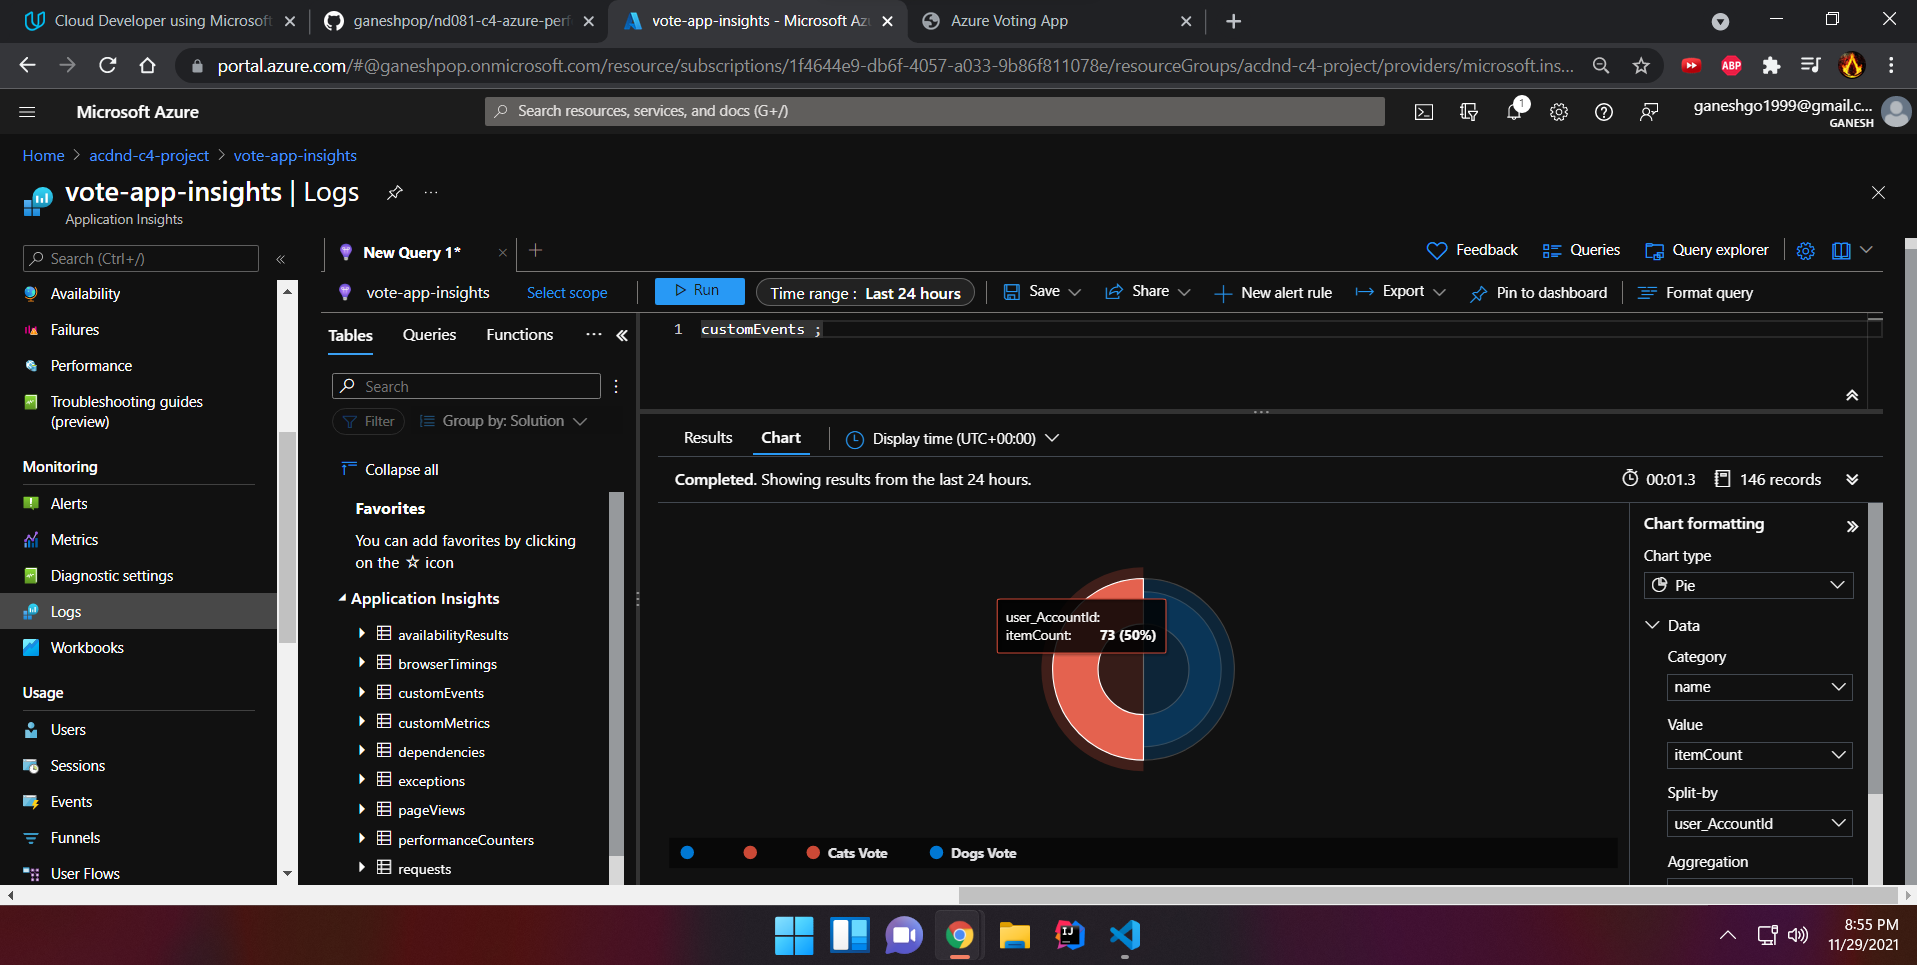 Cloud Developer using Microsoft
ganeshpop/nd081-c4-azure-perf
vote-app-insights - Microsoft Az
Azure Voting App
portal.azure.com/#@ganeshpop.onmicrosoft.com/resource/subscriptions/1f4644e9-db6f-4057-a033-9b86f811078e/resourceGroups/acdnd-c4-project/providers/microsoft.ins...
ABP
Microsoft Azure
Search resources, services, and docs (G+/)
1
ganeshgo1999@gmail.c...
GANESH
Home > acdnd-c4-project > vote-app-insights
vote-app-insights | Logs
...
Application Insights
Search (Ctrl+/)
«
Availability
Failures
Performance
Troubleshooting guides
(preview)
Monitoring
Alerts
Metrics
Diagnostic settings
Logs
Workbooks
Usage
Users
Sessions
Events
Funnels
User Flows
New Query 1*
Feedback
Queries
Query explorer
vote-app-insights
Select scope
Run
Time range : Last 24 hours
Save
Share
New alert rule
Export
Pin to dashboard
Format query
Tables
Queries
Functions
...
«
Search
Filter
Group by: Solution
Collapse all
Favorites
You can add favorites by clicking
on the ☆ icon
Application Insights
availabilityResults
browserTimings
customEvents
customMetrics
dependencies
exceptions
pageViews
performanceCounters
requests
1 customEvents ;
Results
Chart
Display time (UTC+00:00)
Completed. Showing results from the last 24 hours.
00:01.3
146 records
user_AccountId:
itemCount: 73 (50%)
Cats Vote
Dogs Vote
Chart formatting
Chart type
Pie
Data
Category
name
Value
itemCount
Split-by
user_AccountId
Aggregation
IJ
8:55 PM
11/29/2021